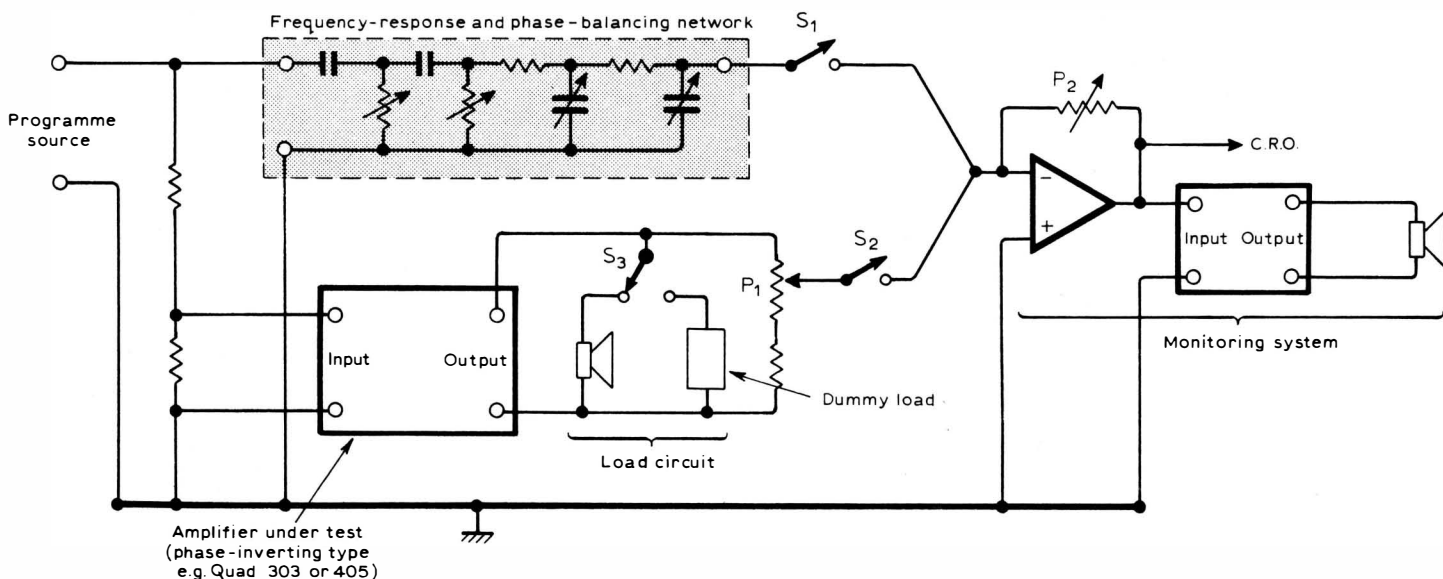 Frequency-response and phase-balancing network
S1
Programme
source
P2
C.R.O.
−
+
Input Output
Monitoring system
S2
S3
P1
Input Output
Dummy load
Load circuit
Amplifier under test
(phase-inverting type
e.g. Quad 303 or 405)